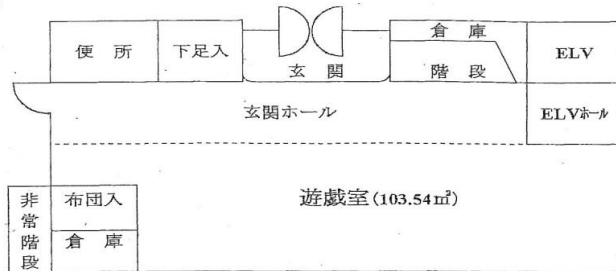 倉庫
便所
下足入
ELV
玄関
階段
玄関ホール
ELVホール
遊戯室(103.54㎡)
非常階段
布団入
倉庫